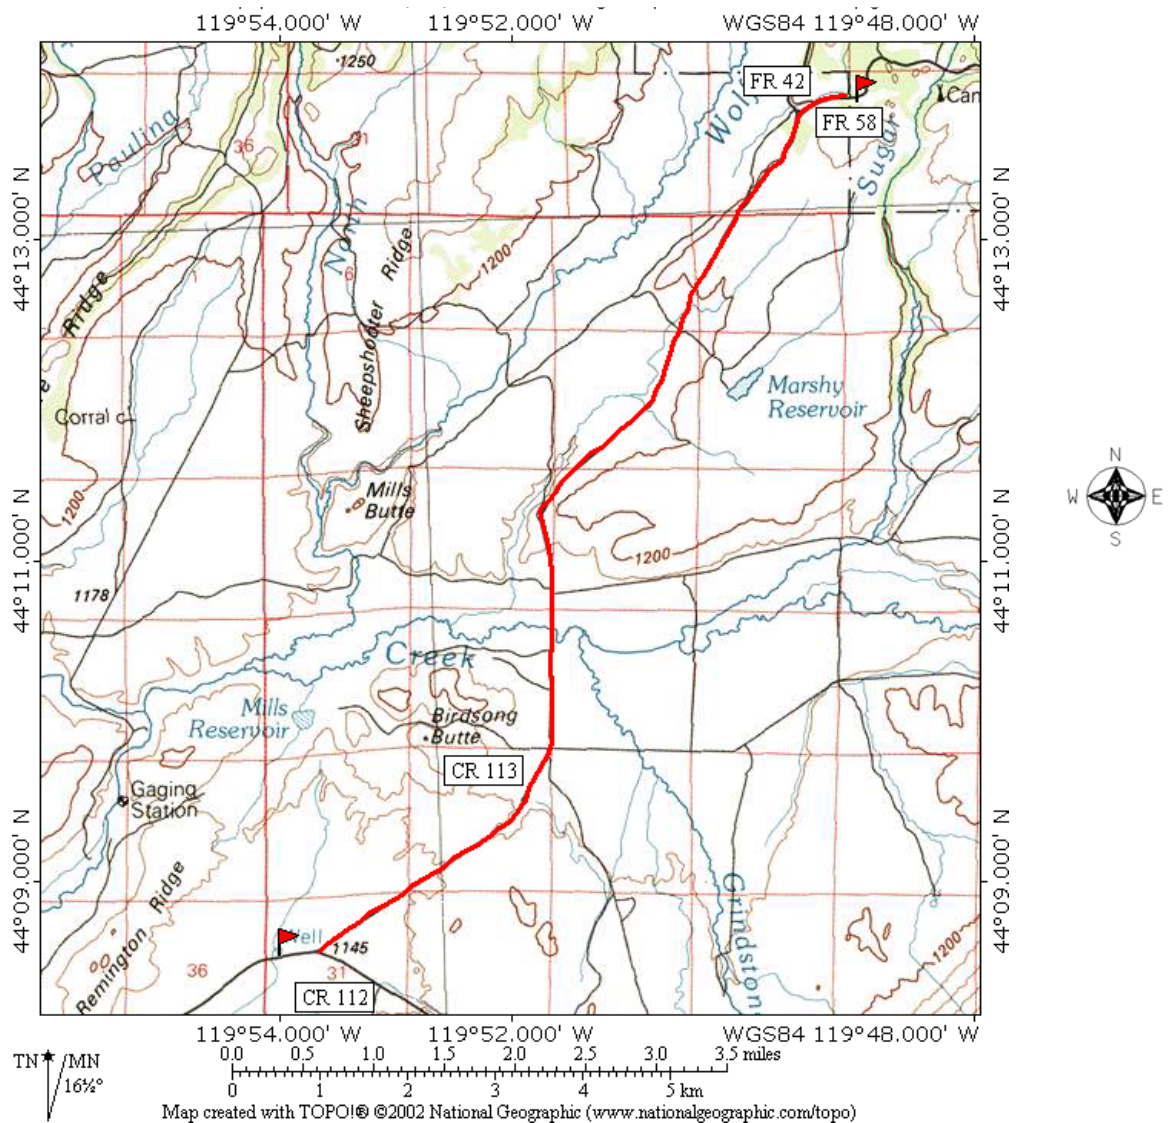 119°54.000' W 119°52.000' W WGS84 119°48.000' W
1250
FR 42
Can
FR 58
Wolf
Paulina
36
31
Sugar
44°13.000' N
44°13.000' N
North
Ridge
1200
6
Ridge
Sheepshooter
Marshy
Reservoir
e
Corral
1200
Mills
Butte
N
W E
S
44°11.000' N
44°11.000' N
1200
1178
Creek
Mills
Reservoir
Birdsong
Butte
CR 113
Gaging
Station
44°09.000' N
44°09.000' N
Remington Ridge
Grindston
Well
1145
1200
36
31
CR 112
119°54.000' W 119°52.000' W WGS84 119°48.000' W
TN MN
16½°
0.0 0.5 1.0 1.5 2.0 2.5 3.0 3.5 miles
0 1 2 3 4 5 km
Map created with TOPO!® ©2002 National Geographic (www.nationalgeographic.com/topo)